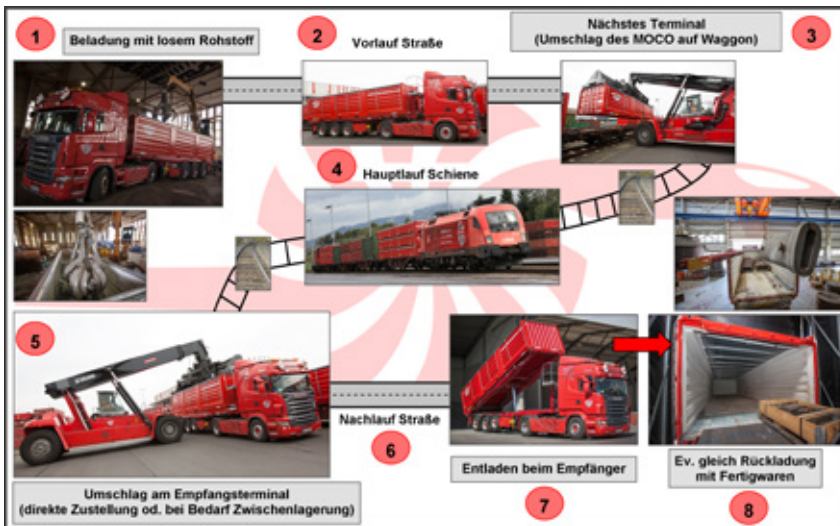 1
Beladung mit losem Rohstoff
2
Vorlauf Straße
Nächstes Terminal
(Umschlag des MOCO auf Waggon)
3
4
Hauptlauf Schiene
5
Umschlag am Empfangsterminal
(direkte Zustellung od. bei Bedarf Zwischenlagerung)
Nachlauf Straße
6
Entladen beim Empfänger
7
Ev. gleich Rückladung
mit Fertigwaren
8